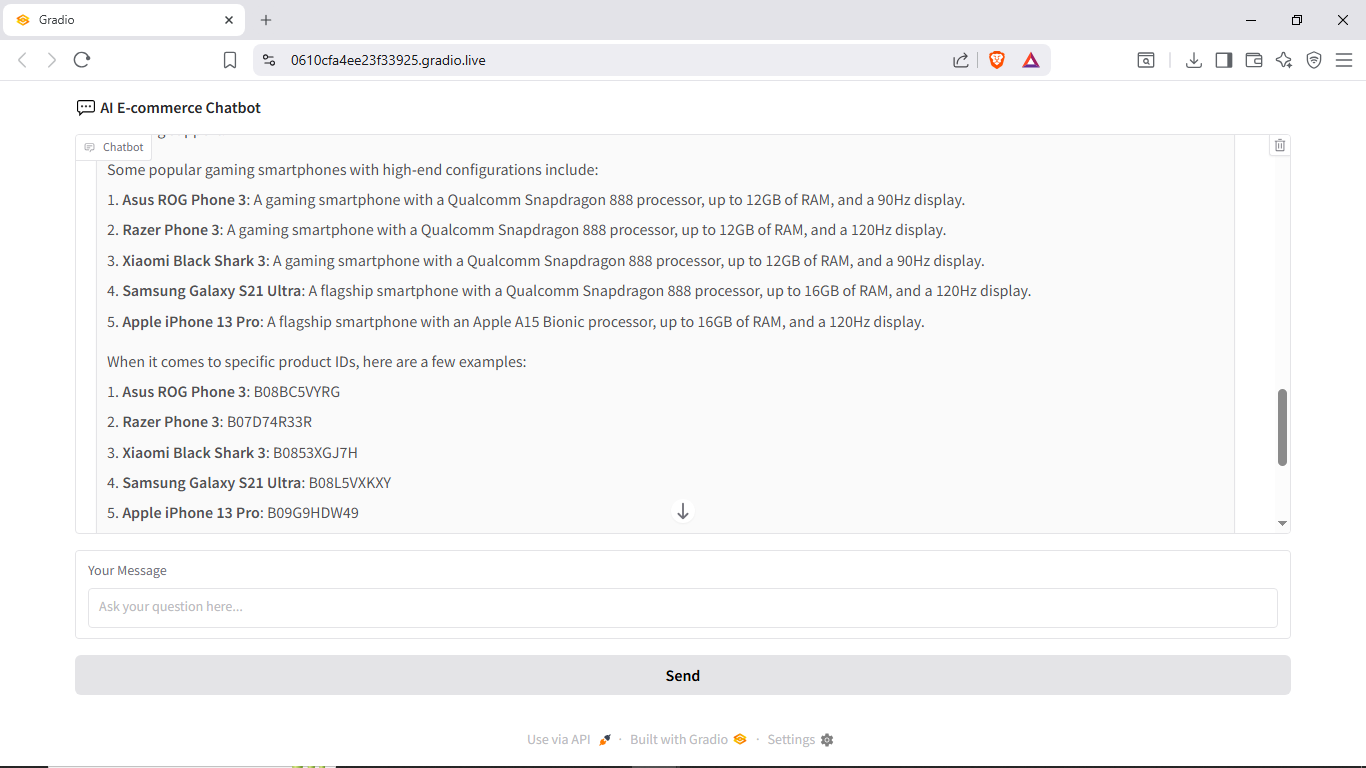 Gradio
0610cfa4ee23f33925.gradio.live
AI E-commerce Chatbot
Chatbot
Some popular gaming smartphones with high-end configurations include:
1. Asus ROG Phone 3: A gaming smartphone with a Qualcomm Snapdragon 888 processor, up to 12GB of RAM, and a 90Hz display.
2. Razer Phone 3: A gaming smartphone with a Qualcomm Snapdragon 888 processor, up to 12GB of RAM, and a 120Hz display.
3. Xiaomi Black Shark 3: A gaming smartphone with a Qualcomm Snapdragon 888 processor, up to 12GB of RAM, and a 90Hz display.
4. Samsung Galaxy S21 Ultra: A flagship smartphone with a Qualcomm Snapdragon 888 processor, up to 16GB of RAM, and a 120Hz display.
5. Apple iPhone 13 Pro: A flagship smartphone with an Apple A15 Bionic processor, up to 16GB of RAM, and a 120Hz display.
When it comes to specific product IDs, here are a few examples:
1. Asus ROG Phone 3: B08BC5VYRG
2. Razer Phone 3: B07D74R33R
3. Xiaomi Black Shark 3: B0853XGJ7H
4. Samsung Galaxy S21 Ultra: B08L5VXKXY
5. Apple iPhone 13 Pro: B09G9HDW49
Your Message
Ask your question here...
Send
Use via API · Built with Gradio · Settings